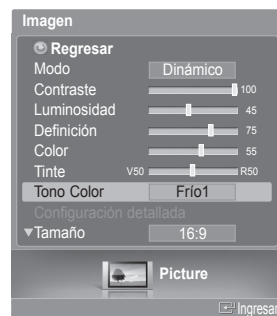 Imagen
Regresar
Modo Dinámico
Contraste 100
Luminosidad 45
Definición 75
Color 55
Tinte V50 R50
Tono Color Frío1
Configuración detallada
▼Tamaño 16:9
Picture
Ingresar